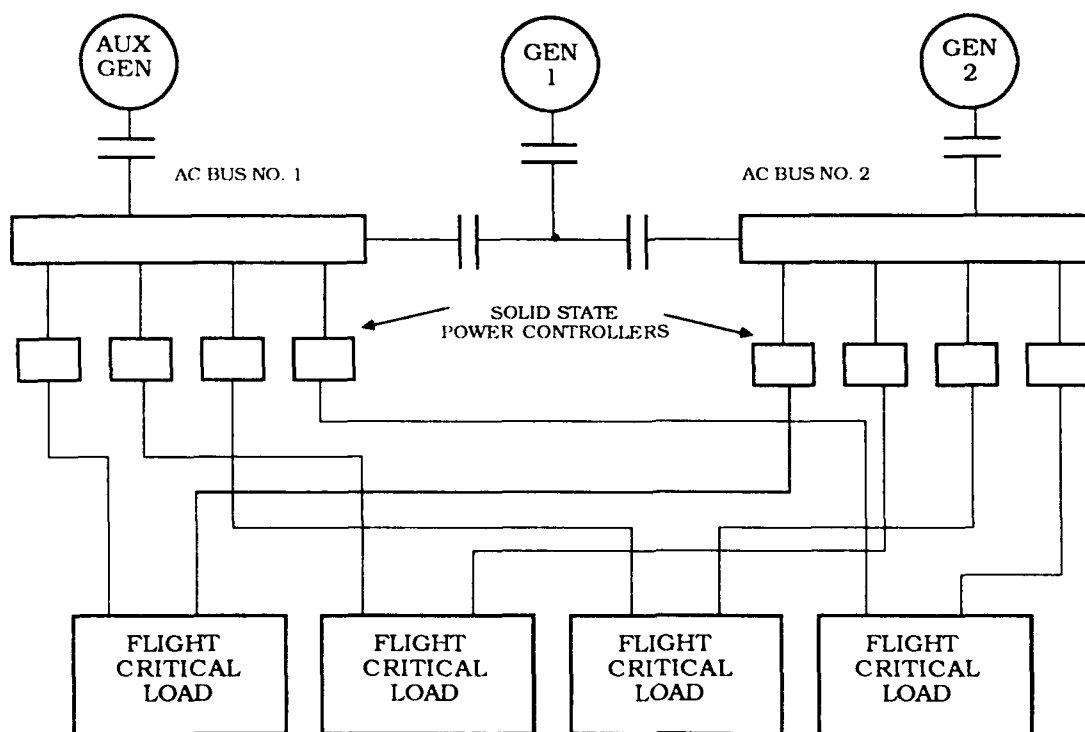 AUX
GEN
GEN
1
GEN
2
AC BUS NO. 1
AC BUS NO. 2
SOLID STATE
POWER CONTROLLERS
FLIGHT
CRITICAL
LOAD
FLIGHT
CRITICAL
LOAD
FLIGHT
CRITICAL
LOAD
FLIGHT
CRITICAL
LOAD